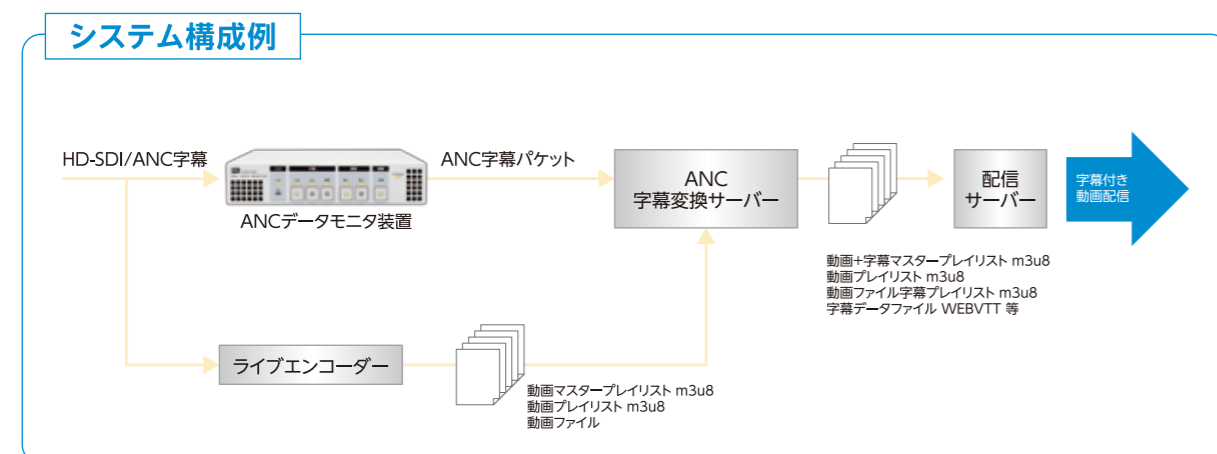 システム構成例
HD-SDI/ANC字幕
ANCデータモニタ装置
ANC字幕パケット
ANC
字幕変換サーバー
配信
サーバー
字幕付き
動画配信
動画+字幕マスタープレイリスト m3u8
動画プレイリスト m3u8
動画ファイル字幕プレイリスト m3u8
字幕データファイル WEBVTT 等
ライブエンコーダー
動画マスタープレイリスト m3u8
動画プレイリスト m3u8
動画ファイル